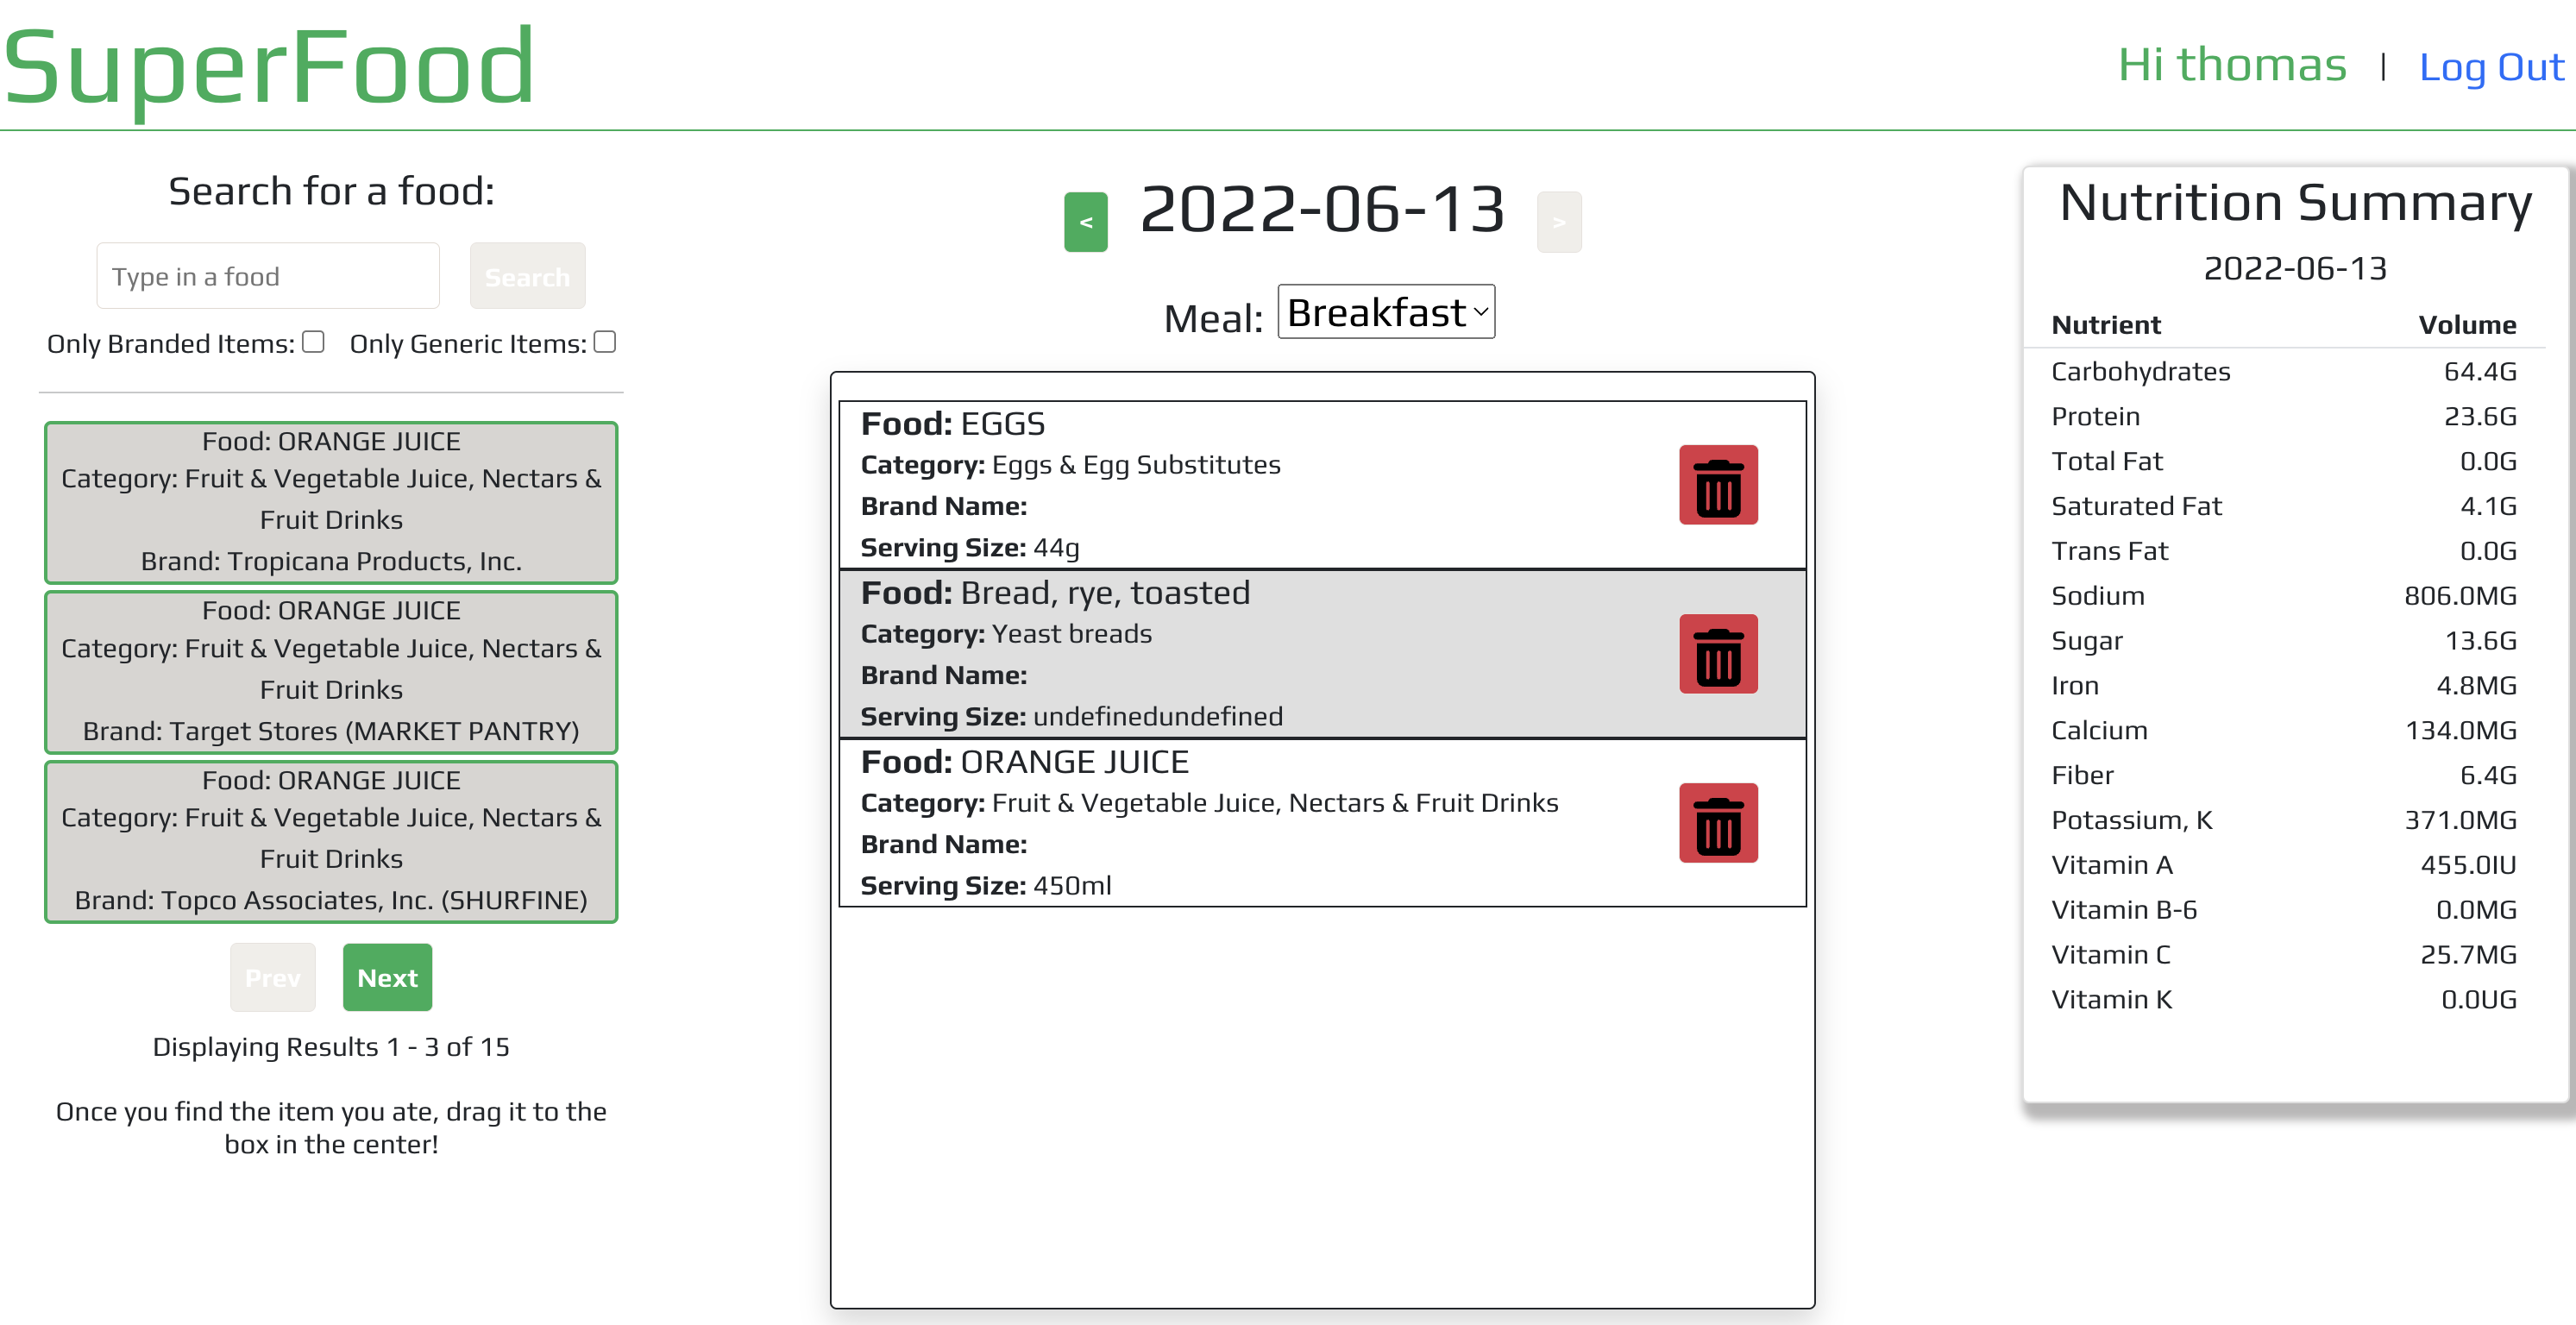 SuperFood
Hi thomas | Log Out
Search for a food:
Type in a food Search
Only Branded Items: Only Generic Items:
Food: ORANGE JUICE
Category: Fruit & Vegetable Juice, Nectars &
Fruit Drinks
Brand: Tropicana Products, Inc.
Food: ORANGE JUICE
Category: Fruit & Vegetable Juice, Nectars &
Fruit Drinks
Brand: Target Stores (MARKET PANTRY)
Food: ORANGE JUICE
Category: Fruit & Vegetable Juice, Nectars &
Fruit Drinks
Brand: Topco Associates, Inc. (SHURFINE)
Prev Next
Displaying Results 1 - 3 of 15
Once you find the item you ate, drag it to the
box in the center!
< 2022-06-13 >
Meal: Breakfast
Food: EGGS
Category: Eggs & Egg Substitutes
Brand Name:
Serving Size: 44g
Food: Bread, rye, toasted
Category: Yeast breads
Brand Name:
Serving Size: undefinedundefined
Food: ORANGE JUICE
Category: Fruit & Vegetable Juice, Nectars & Fruit Drinks
Brand Name:
Serving Size: 450ml
Nutrition Summary
2022-06-13
Nutrient Volume
Carbohydrates 64.4G
Protein 23.6G
Total Fat 0.0G
Saturated Fat 4.1G
Trans Fat 0.0G
Sodium 806.0MG
Sugar 13.6G
Iron 4.8MG
Calcium 134.0MG
Fiber 6.4G
Potassium, K 371.0MG
Vitamin A 455.0IU
Vitamin B-6 0.0MG
Vitamin C 25.7MG
Vitamin K 0.0UG